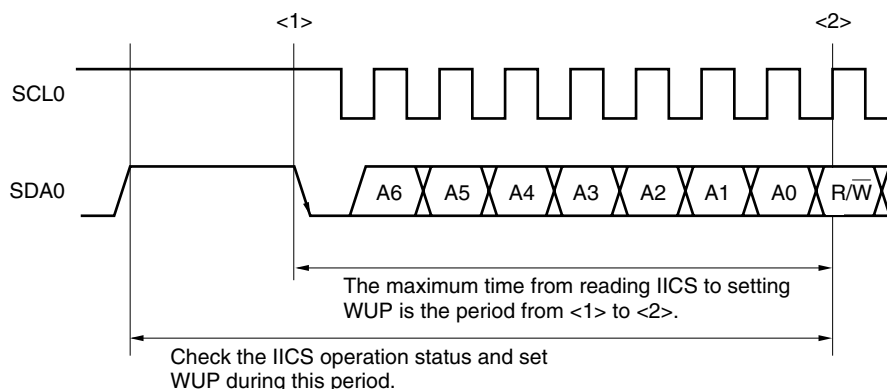 <1> <2>
SCL0
SDA0 A6 A5 A4 A3 A2 A1 A0 R/W̅
The maximum time from reading IICS to setting
WUP is the period from <1> to <2>.
Check the IICS operation status and set
WUP during this period.